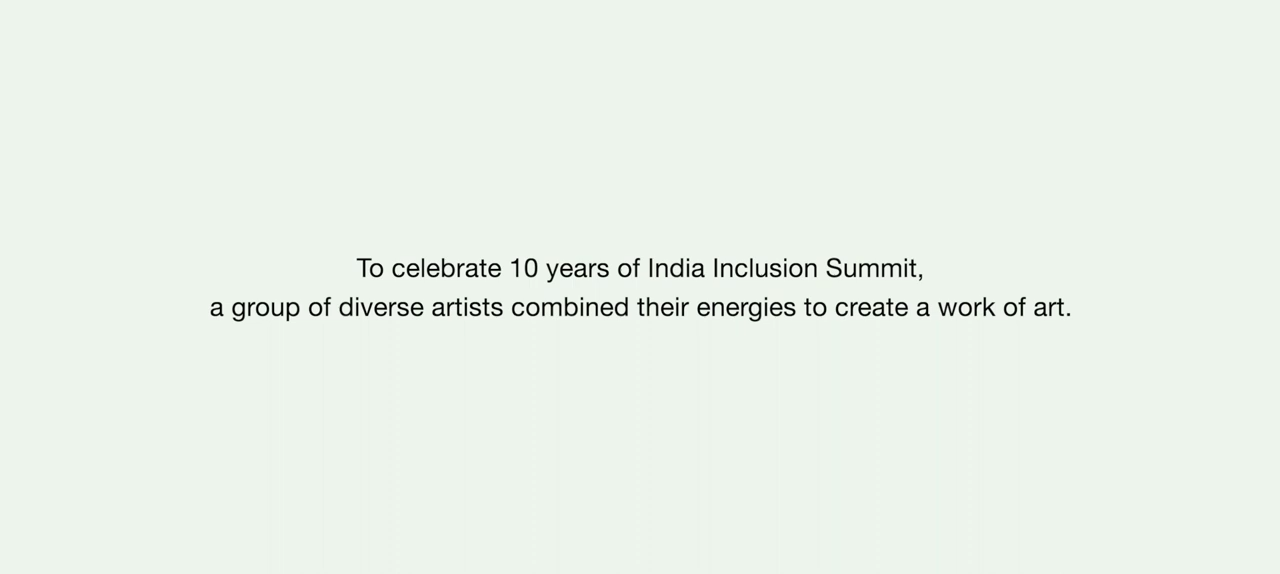 To celebrate 10 years of India Inclusion Summit,
a group of diverse artists combined their energies to create a work of art.